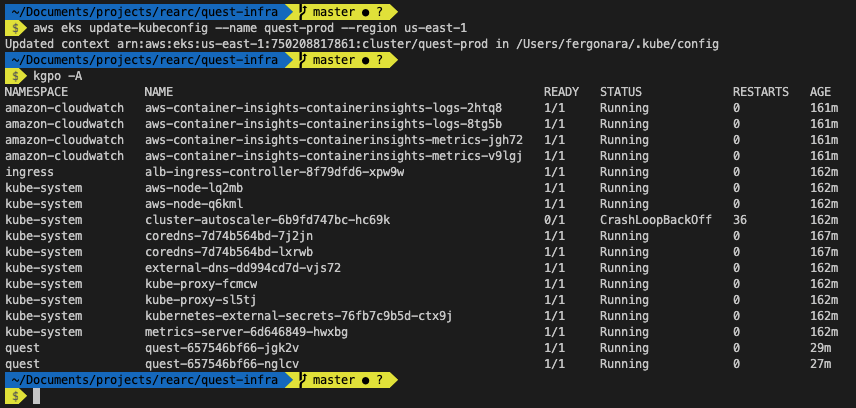 ~/Documents/projects/rearc/quest-infra master ● ?
$ aws eks update-kubeconfig --name quest-prod --region us-east-1
Updated context arn:aws:eks:us-east-1:750208817861:cluster/quest-prod in /Users/fergonara/.kube/config
~/Documents/projects/rearc/quest-infra master ● ?
$ kgpo -A
NAMESPACE NAME READY STATUS RESTARTS AGE
amazon-cloudwatch aws-container-insights-containerinsights-logs-2htq8 1/1 Running 0 161m
amazon-cloudwatch aws-container-insights-containerinsights-logs-8tg5b 1/1 Running 0 161m
amazon-cloudwatch aws-container-insights-containerinsights-metrics-jgh72 1/1 Running 0 161m
amazon-cloudwatch aws-container-insights-containerinsights-metrics-v9lgj 1/1 Running 0 161m
ingress alb-ingress-controller-8f79dfd6-xpw9w 1/1 Running 0 162m
kube-system aws-node-lq2mb 1/1 Running 0 162m
kube-system aws-node-q6kml 1/1 Running 0 162m
kube-system cluster-autoscaler-6b9fd747bc-hc69k 0/1 CrashLoopBackOff 36 162m
kube-system coredns-7d74b564bd-7j2jn 1/1 Running 0 167m
kube-system coredns-7d74b564bd-lxrwb 1/1 Running 0 167m
kube-system external-dns-dd994cd7d-vjs72 1/1 Running 0 162m
kube-system kube-proxy-fcmcw 1/1 Running 0 162m
kube-system kube-proxy-sl5tj 1/1 Running 0 162m
kube-system kubernetes-external-secrets-76fb7c9b5d-ctx9j 1/1 Running 0 162m
kube-system metrics-server-6d646849-hwxbg 1/1 Running 0 162m
quest quest-657546bf66-jgk2v 1/1 Running 0 29m
quest quest-657546bf66-nglcv 1/1 Running 0 27m
~/Documents/projects/rearc/quest-infra master ● ?
$